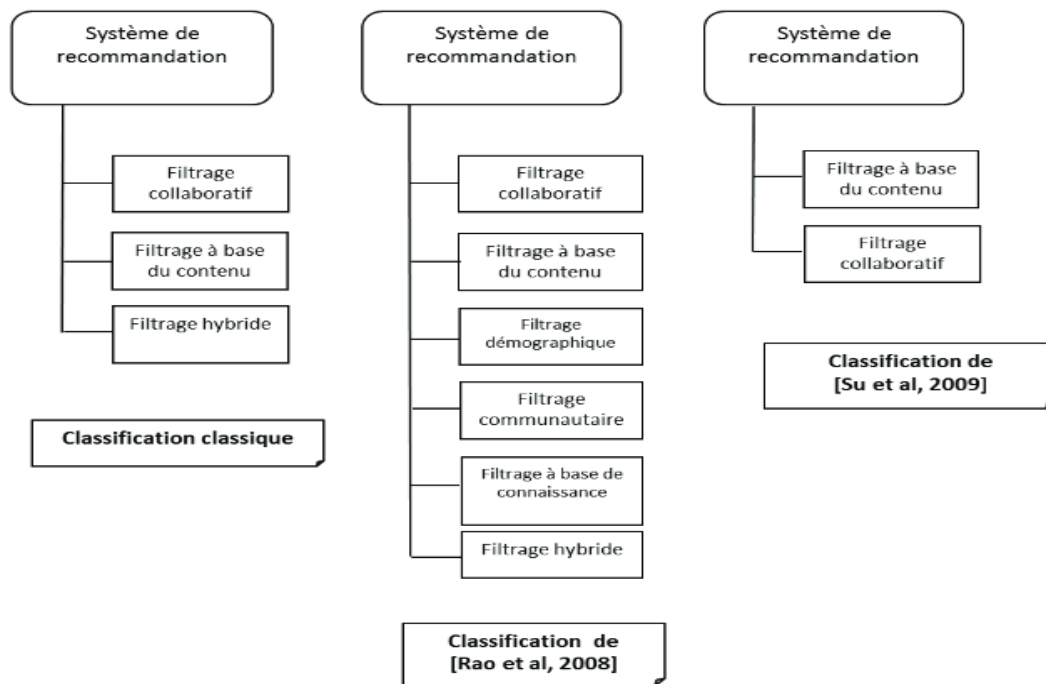 Système de
recommandation
Filtrage
collaboratif
Filtrage à base
du contenu
Filtrage hybride
Classification classique
Système de
recommandation
Filtrage
collaboratif
Filtrage à base
du contenu
Filtrage
démographique
Filtrage
communautaire
Filtrage à base de
connaissance
Filtrage hybride
Classification de
[Rao et al, 2008]
Système de
recommandation
Filtrage à base
du contenu
Filtrage
collaboratif
Classification de
[Su et al, 2009]